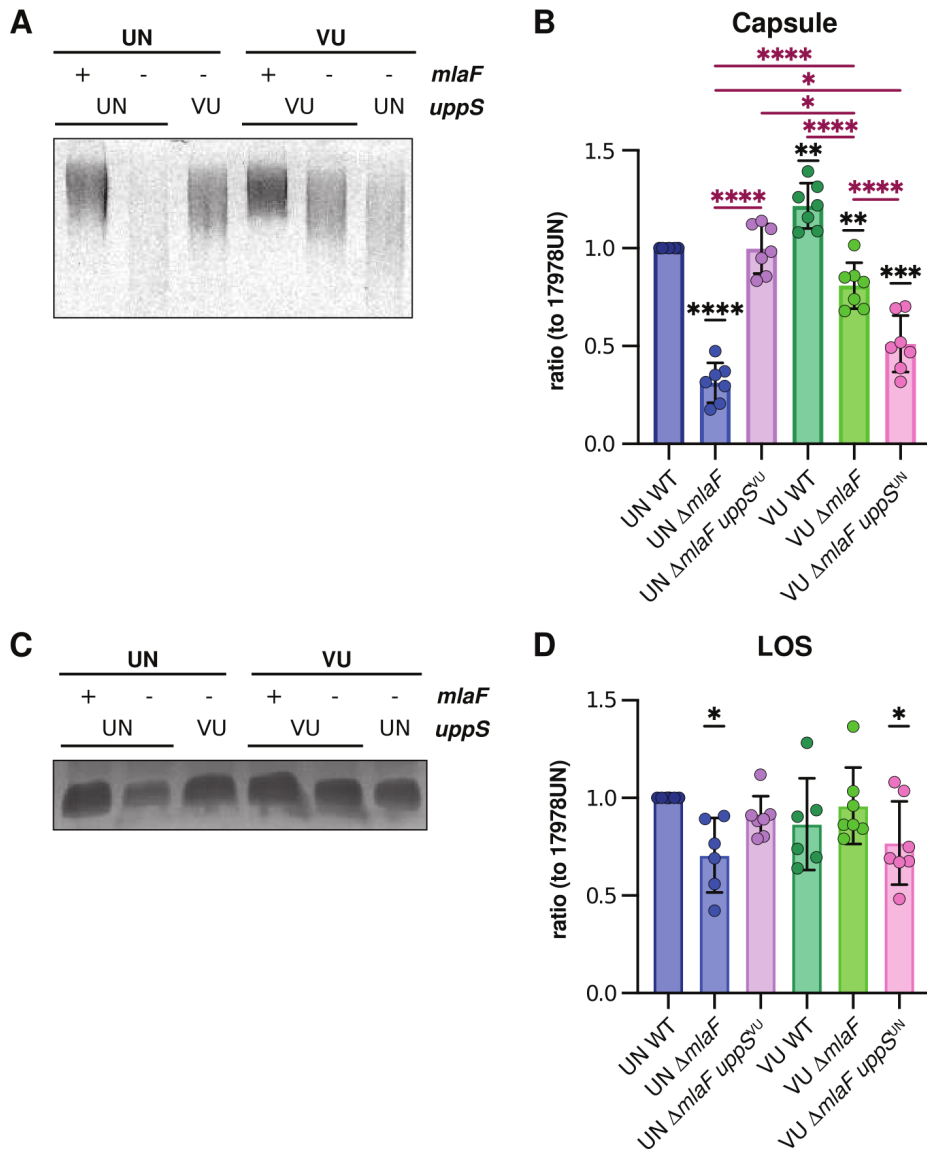 A
UN VU
+ - - + - - mlaF
UN VU VU UN uppS
B
Capsule
****
*
*
****
**
****
****
**
***
****
1.5
1.0
0.5
0.0
ratio (to 17978UN)
UN WT
UN ΔmlaF
UN ΔmlaF uppS^VU
VU WT
VU ΔmlaF
VU ΔmlaF uppS^UN
C
UN VU
+ - - + - - mlaF
UN VU VU UN uppS
D
LOS
* *
1.5
1.0
0.5
0.0
ratio (to 17978UN)
UN WT
UN ΔmlaF
UN ΔmlaF uppS^VU
VU WT
VU ΔmlaF
VU ΔmlaF uppS^UN